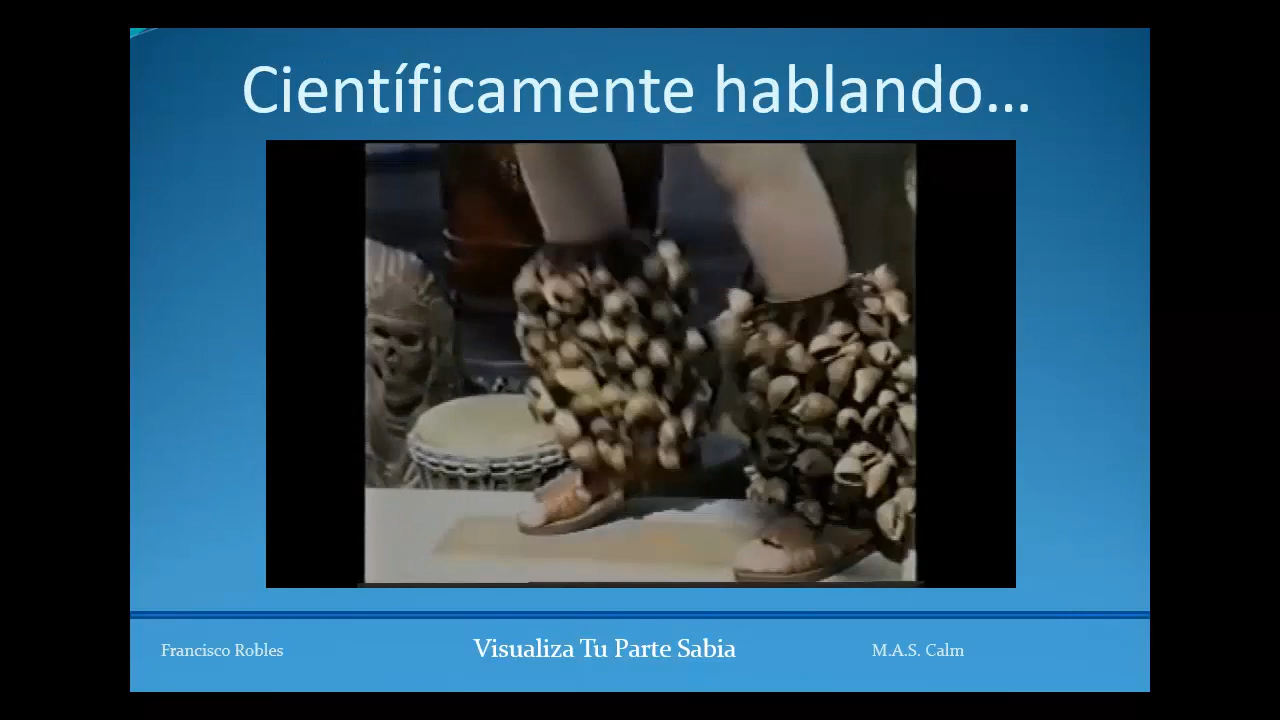 Científicamente hablando...
Francisco Robles
Visualiza Tu Parte Sabia
M.A.S. Calm